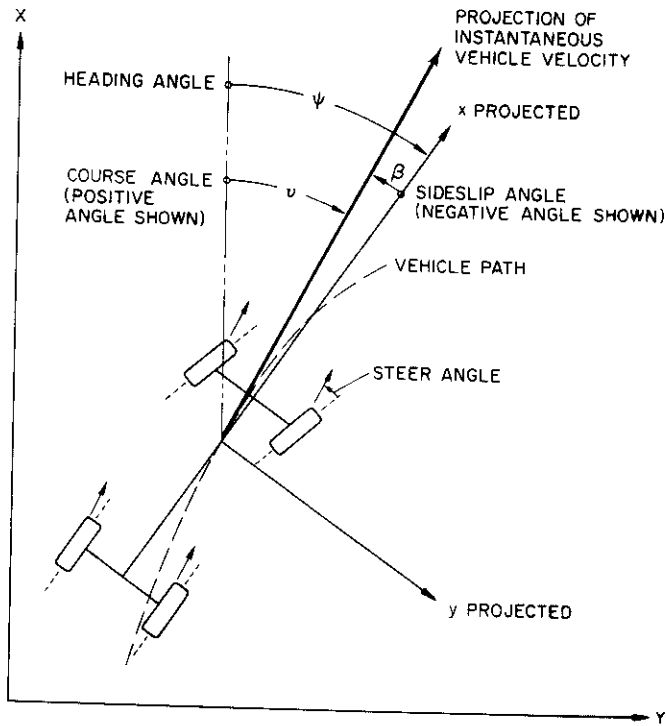 X
PROJECTION OF
INSTANTANEOUS
VEHICLE VELOCITY
HEADING ANGLE
ψ
x PROJECTED
COURSE ANGLE
(POSITIVE
ANGLE SHOWN)
υ
β
SIDESLIP ANGLE
(NEGATIVE ANGLE SHOWN)
VEHICLE PATH
STEER ANGLE
y PROJECTED
Y